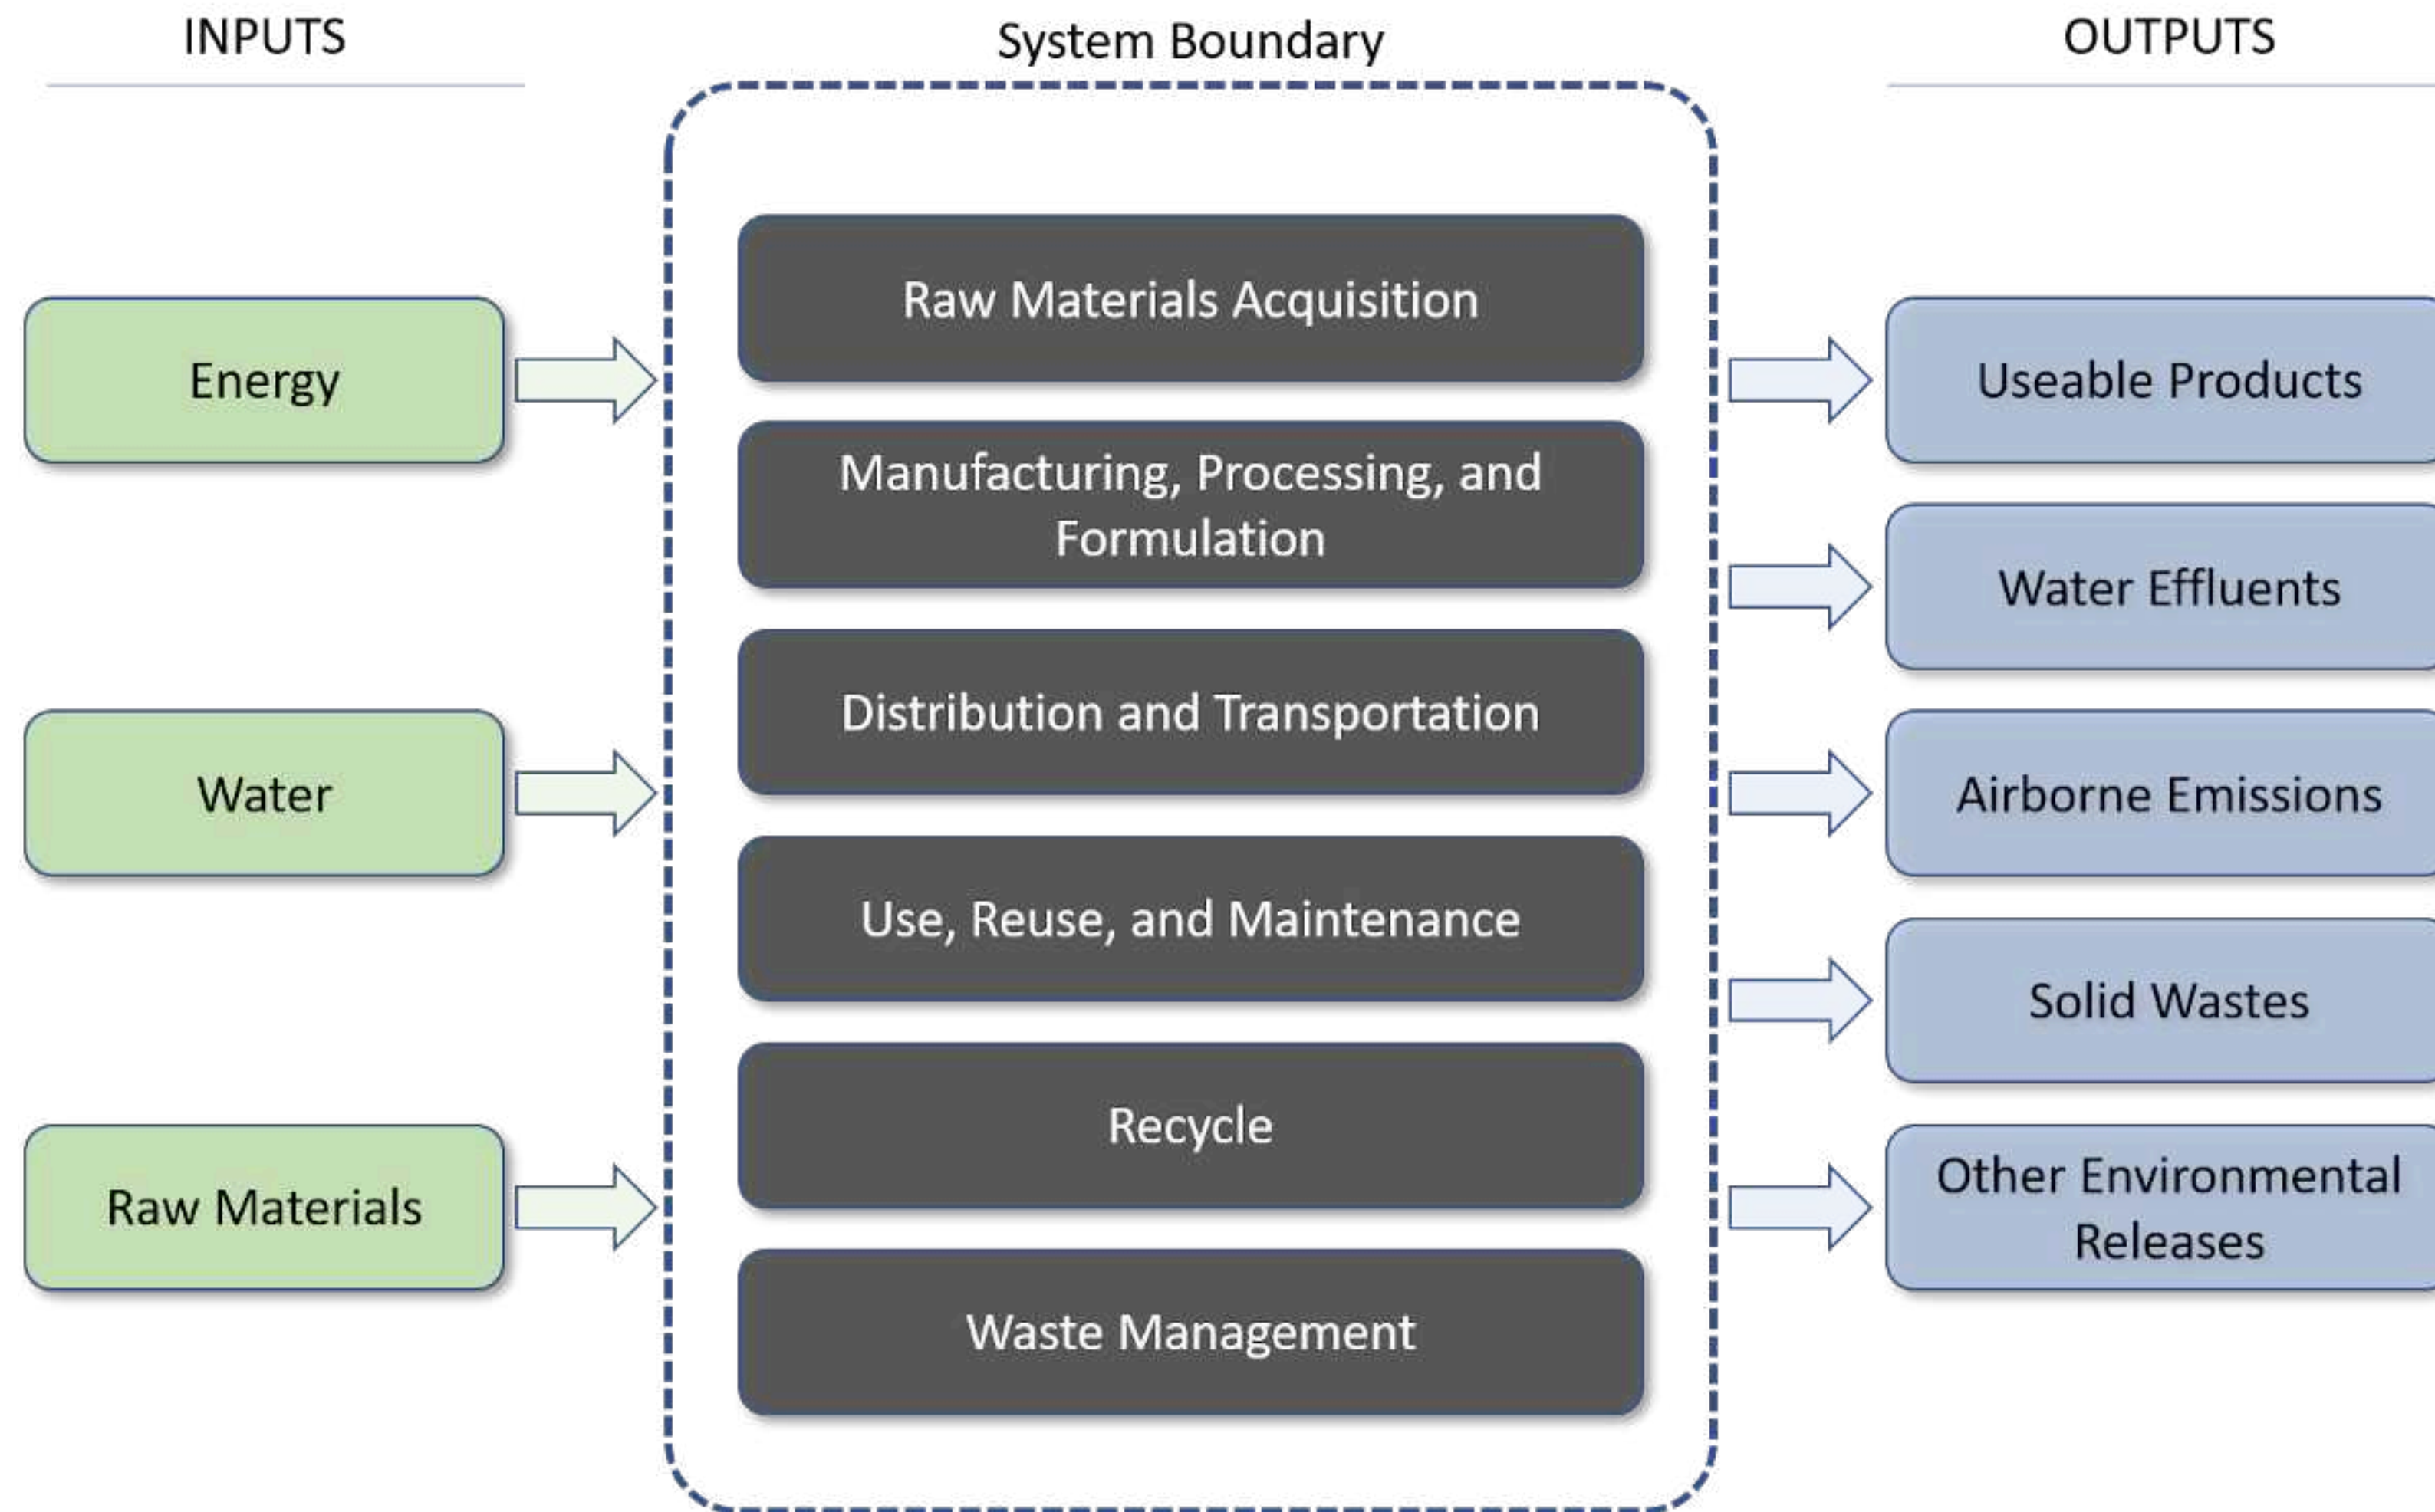 INPUTS
System Boundary
OUTPUTS
Energy
Water
Raw Materials
Raw Materials Acquisition
Manufacturing, Processing, and
Formulation
Distribution and Transportation
Use, Reuse, and Maintenance
Recycle
Waste Management
Useable Products
Water Effluents
Airborne Emissions
Solid Wastes
Other Environmental
Releases